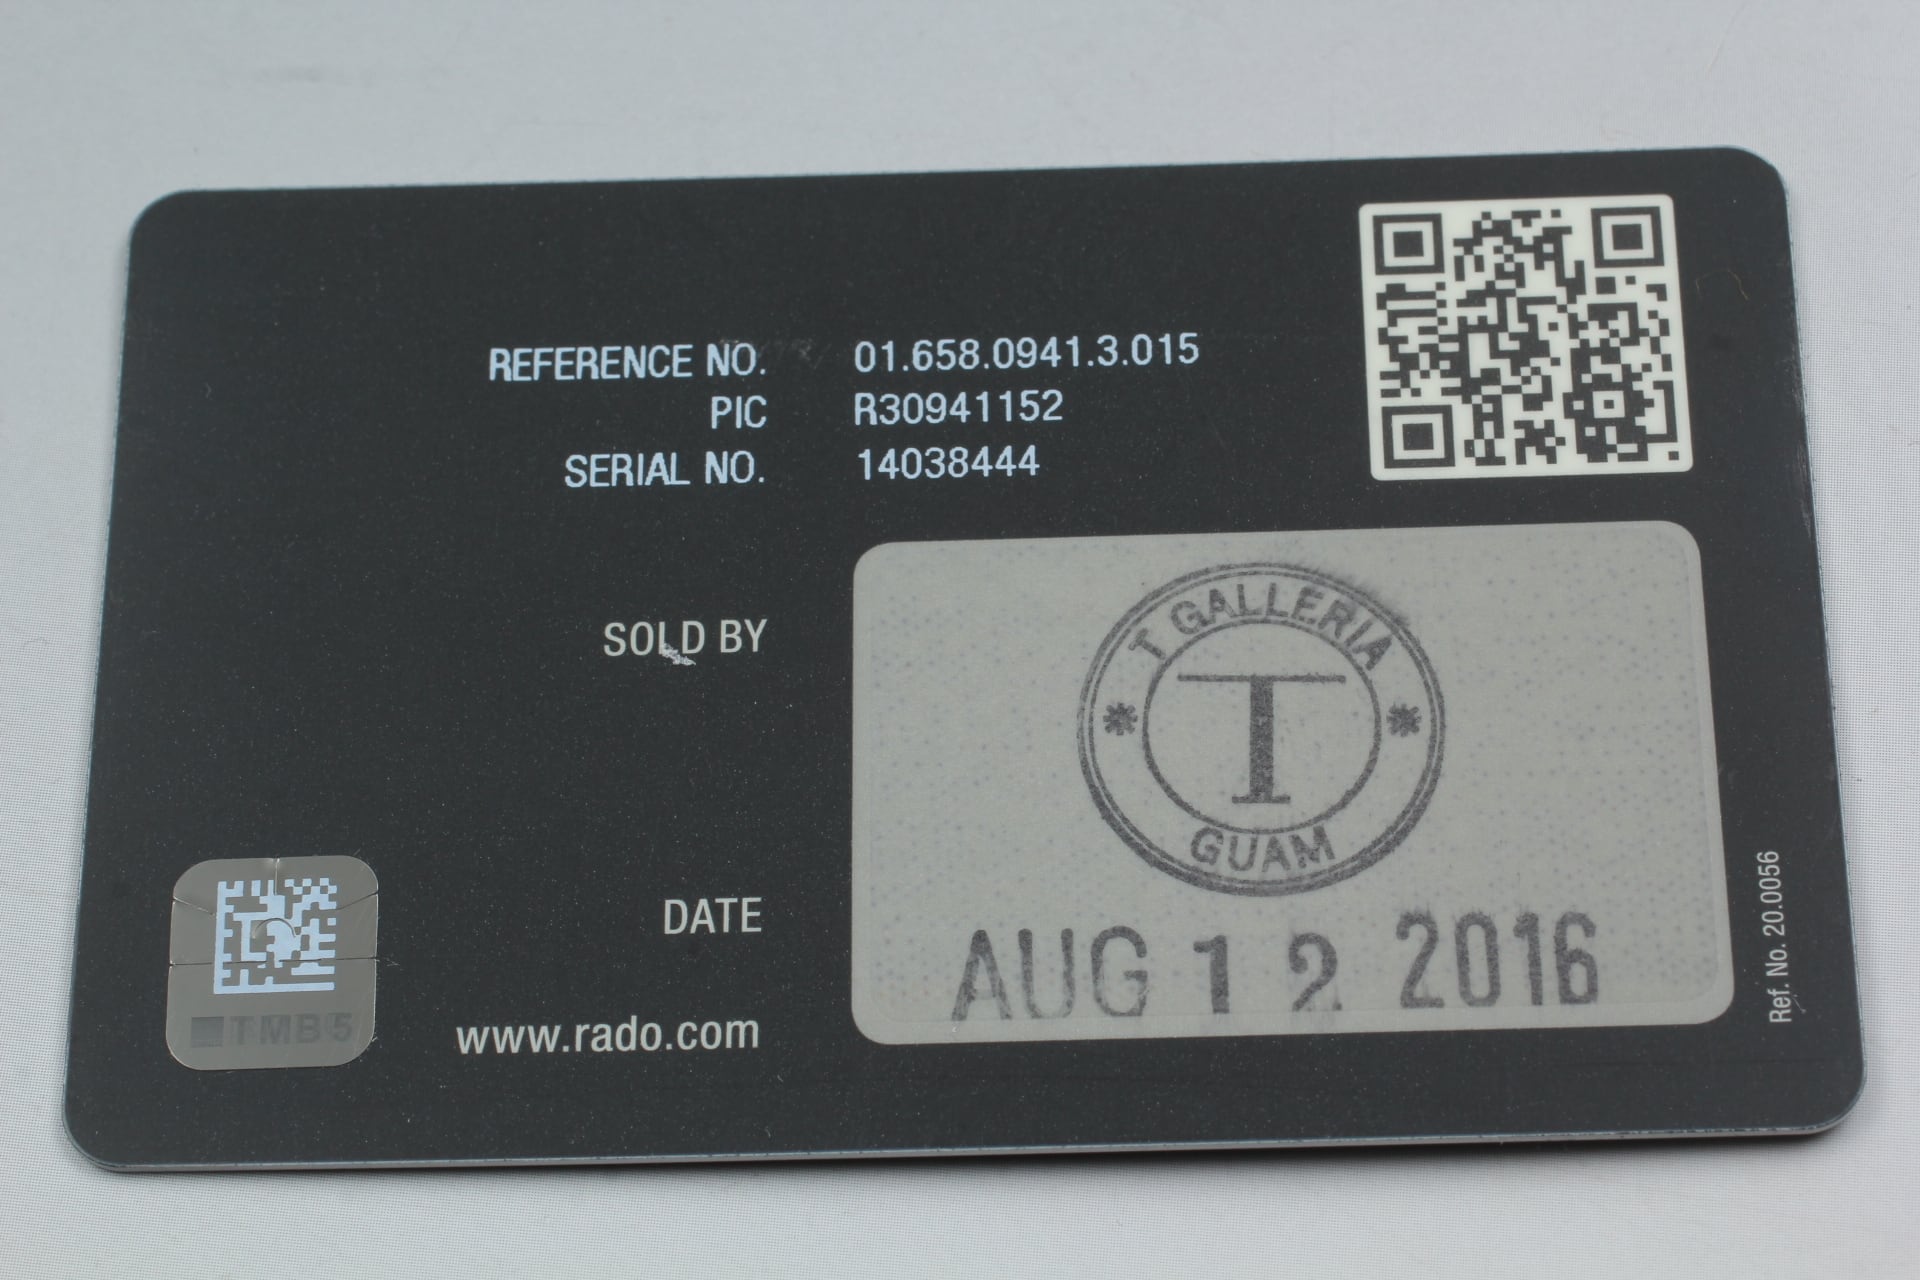 REFERENCE NO. 01.658.0941.3.015
PIC R30941152
SERIAL NO. 14038444
SOLD BY
T GALLERIA
T
GUAM
DATE
AUG 12 2016
www.rado.com
TMB5
Ref. No. 20.0056